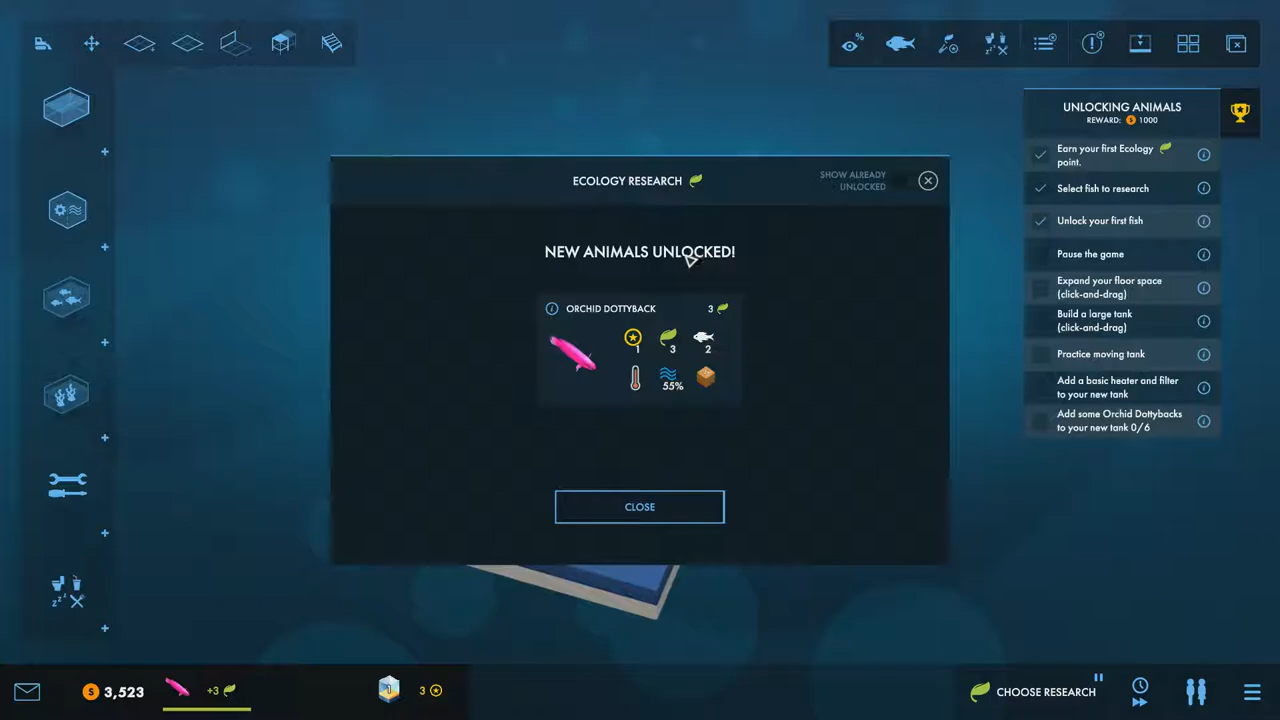 UNLOCKING ANIMALS
REWARD: S 1000
Earn your first Ecology
point.
Select fish to research
Unlock your first fish
Pause the game
Expand your floor space
(click-and-drag)
Build a large tank
(click-and-drag)
Practice moving tank
Add a basic heater and filter
to your new tank
Add some Orchid Dottybacks
to your new tank 0/6
ECOLOGY RESEARCH
SHOW ALREADY
UNLOCKED
NEW ANIMALS UNLOCKED!
ORCHID DOTTYBACK 3
1 3 2
55%
CLOSE
S 3,523
+3
1
3
CHOOSE RESEARCH